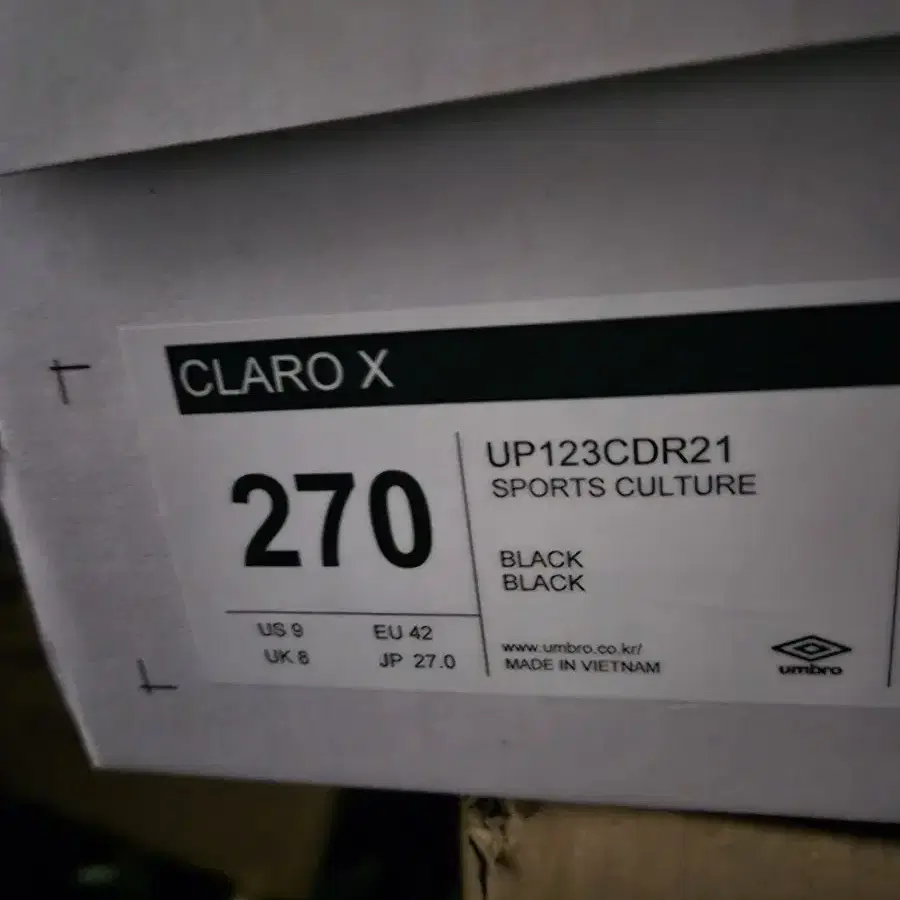 CLARO X
270
US 9 EU 42
UK 8 JP 27.0
UP123CDR21
SPORTS CULTURE
BLACK
BLACK
www.umbro.co.kr/
MADE IN VIETNAM
umbro